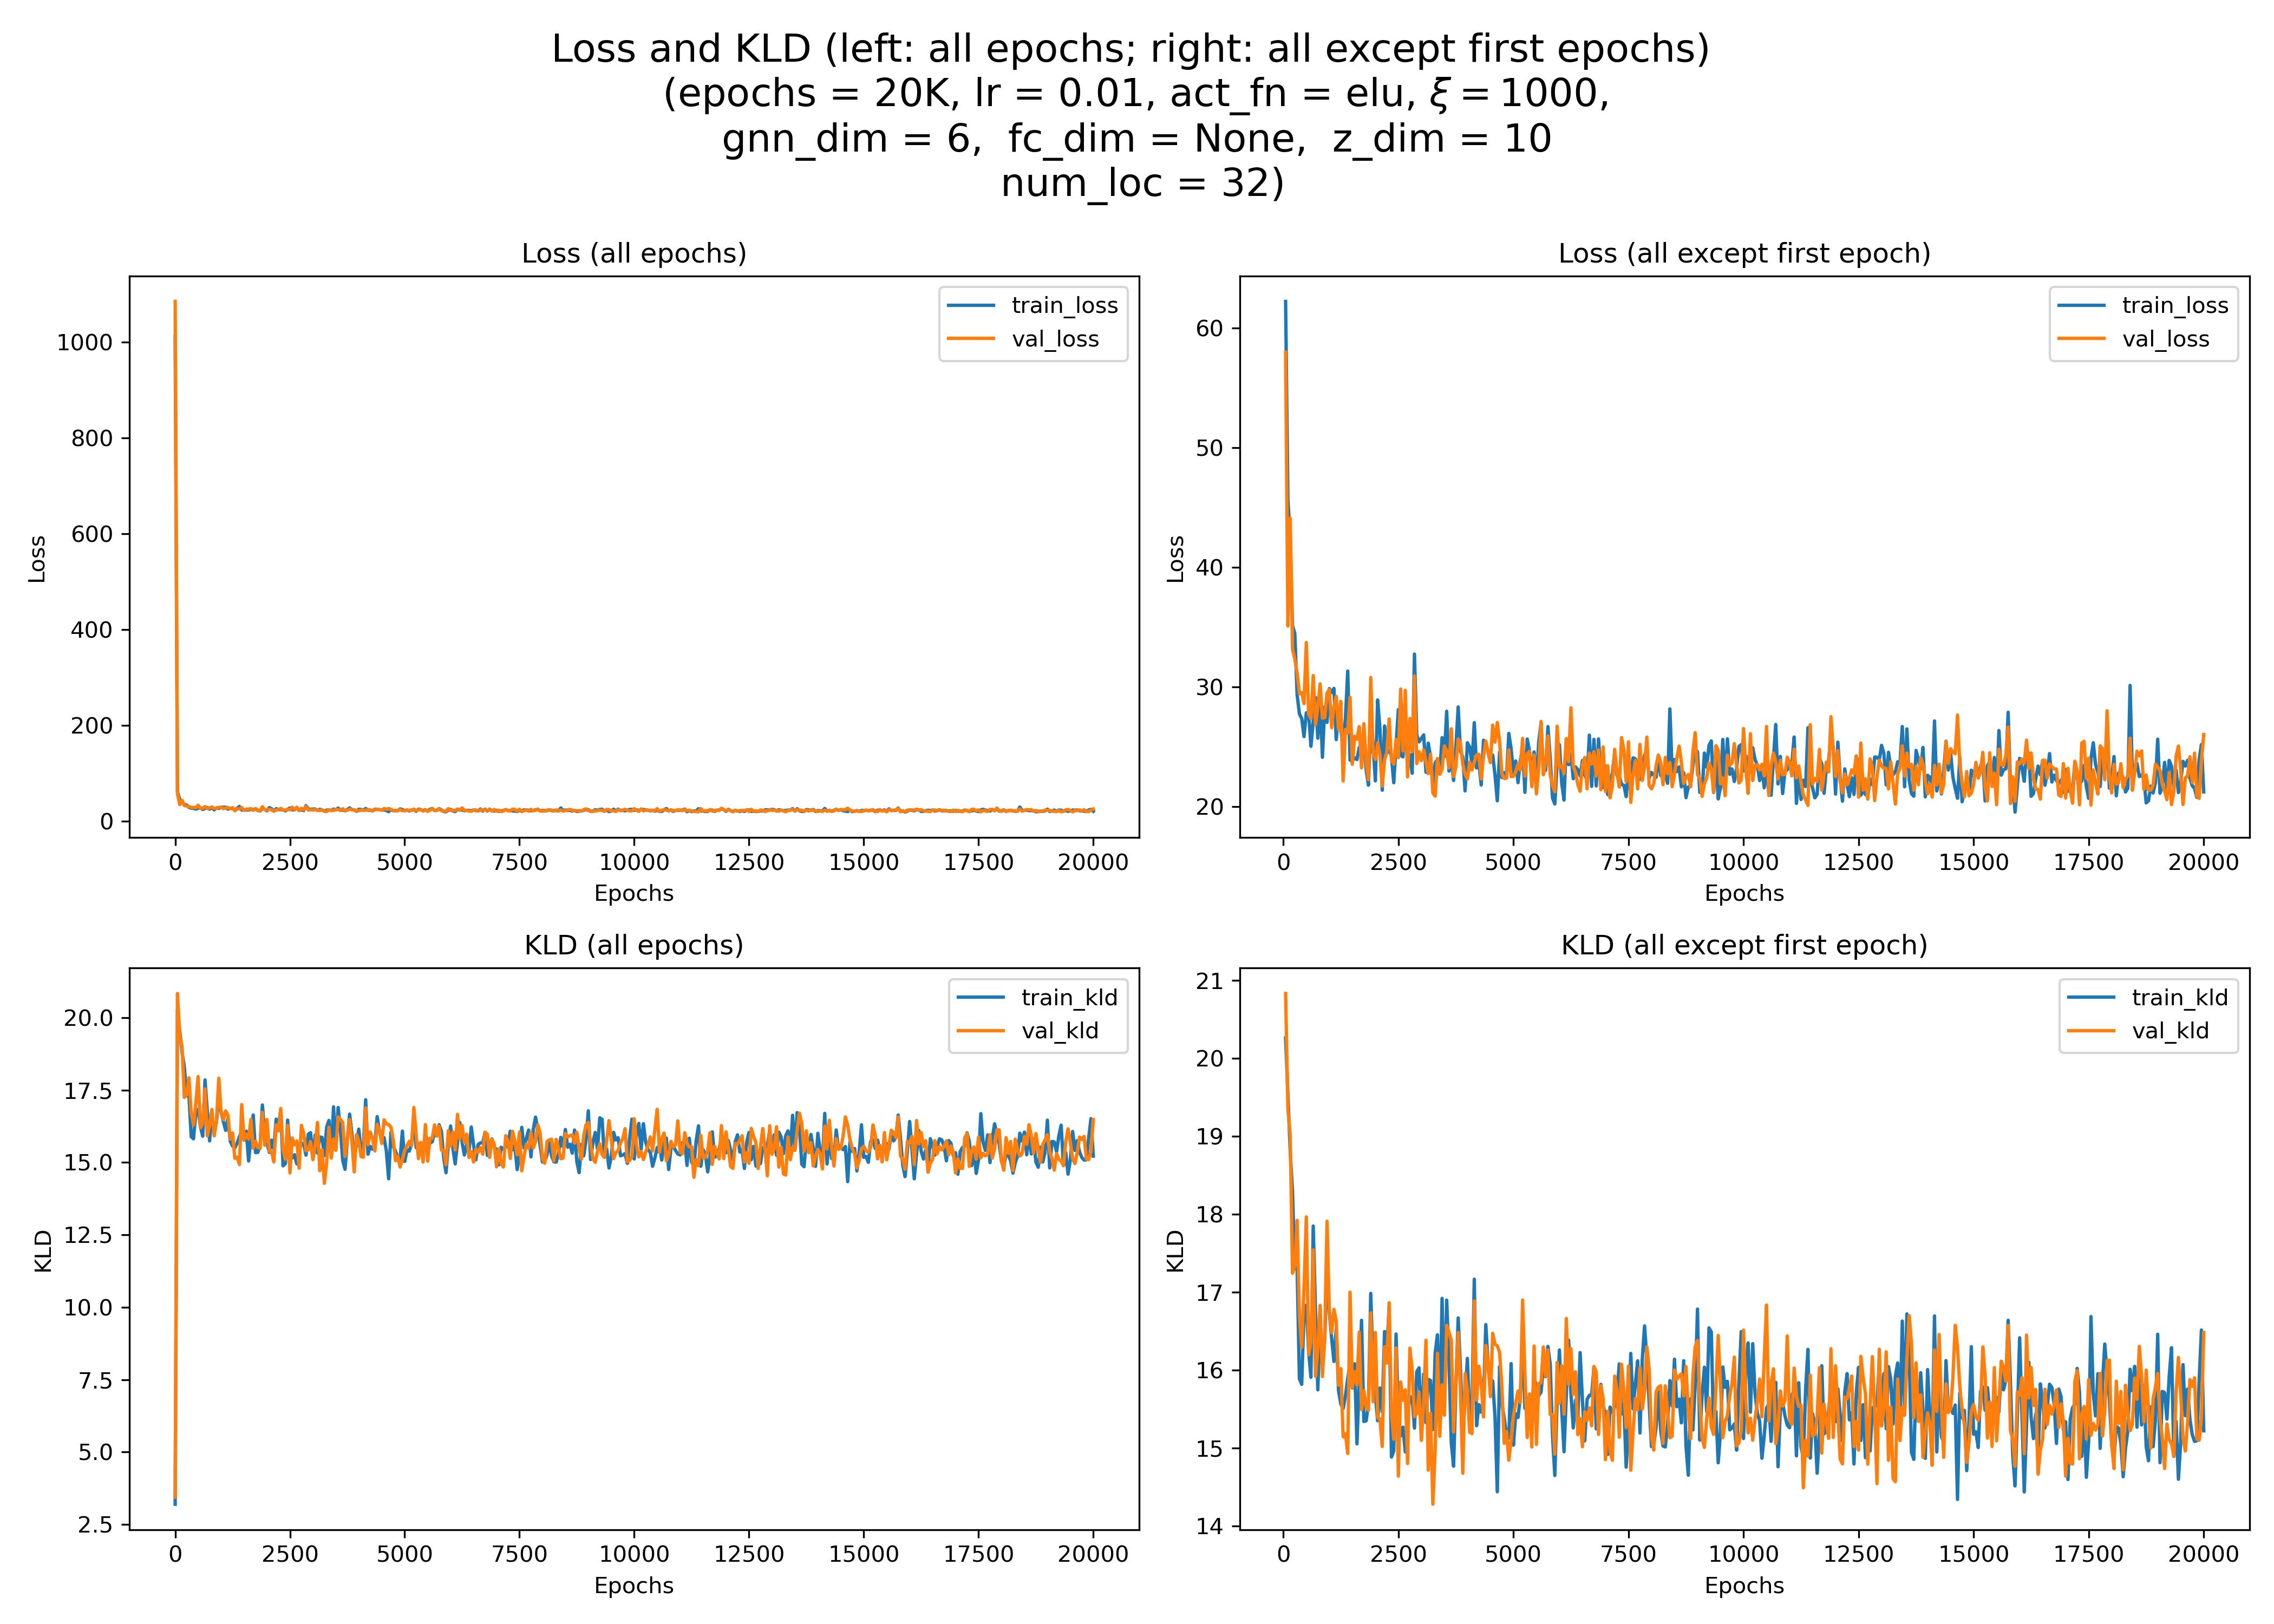 Loss and KLD (left: all epochs; right: all except first epochs)
(epochs = 20K, lr = 0.01, act_fn = elu, ξ = 1000,
gnn_dim = 6,  fc_dim = None,  z_dim = 10
num_loc = 32)
Loss (all epochs)
train_loss
val_loss
1000
800
600
400
200
0
Loss
0 2500 5000 7500 10000 12500 15000 17500 20000
Epochs
Loss (all except first epoch)
train_loss
val_loss
60
50
40
30
20
Loss
0 2500 5000 7500 10000 12500 15000 17500 20000
Epochs
KLD (all epochs)
train_kld
val_kld
20.0
17.5
15.0
12.5
10.0
7.5
5.0
2.5
KLD
0 2500 5000 7500 10000 12500 15000 17500 20000
Epochs
KLD (all except first epoch)
train_kld
val_kld
21
20
19
18
17
16
15
14
KLD
0 2500 5000 7500 10000 12500 15000 17500 20000
Epochs